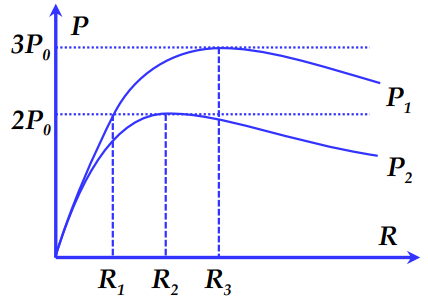 P
3P₀
P₁
2P₀
P₂
R
R₁ R₂ R₃